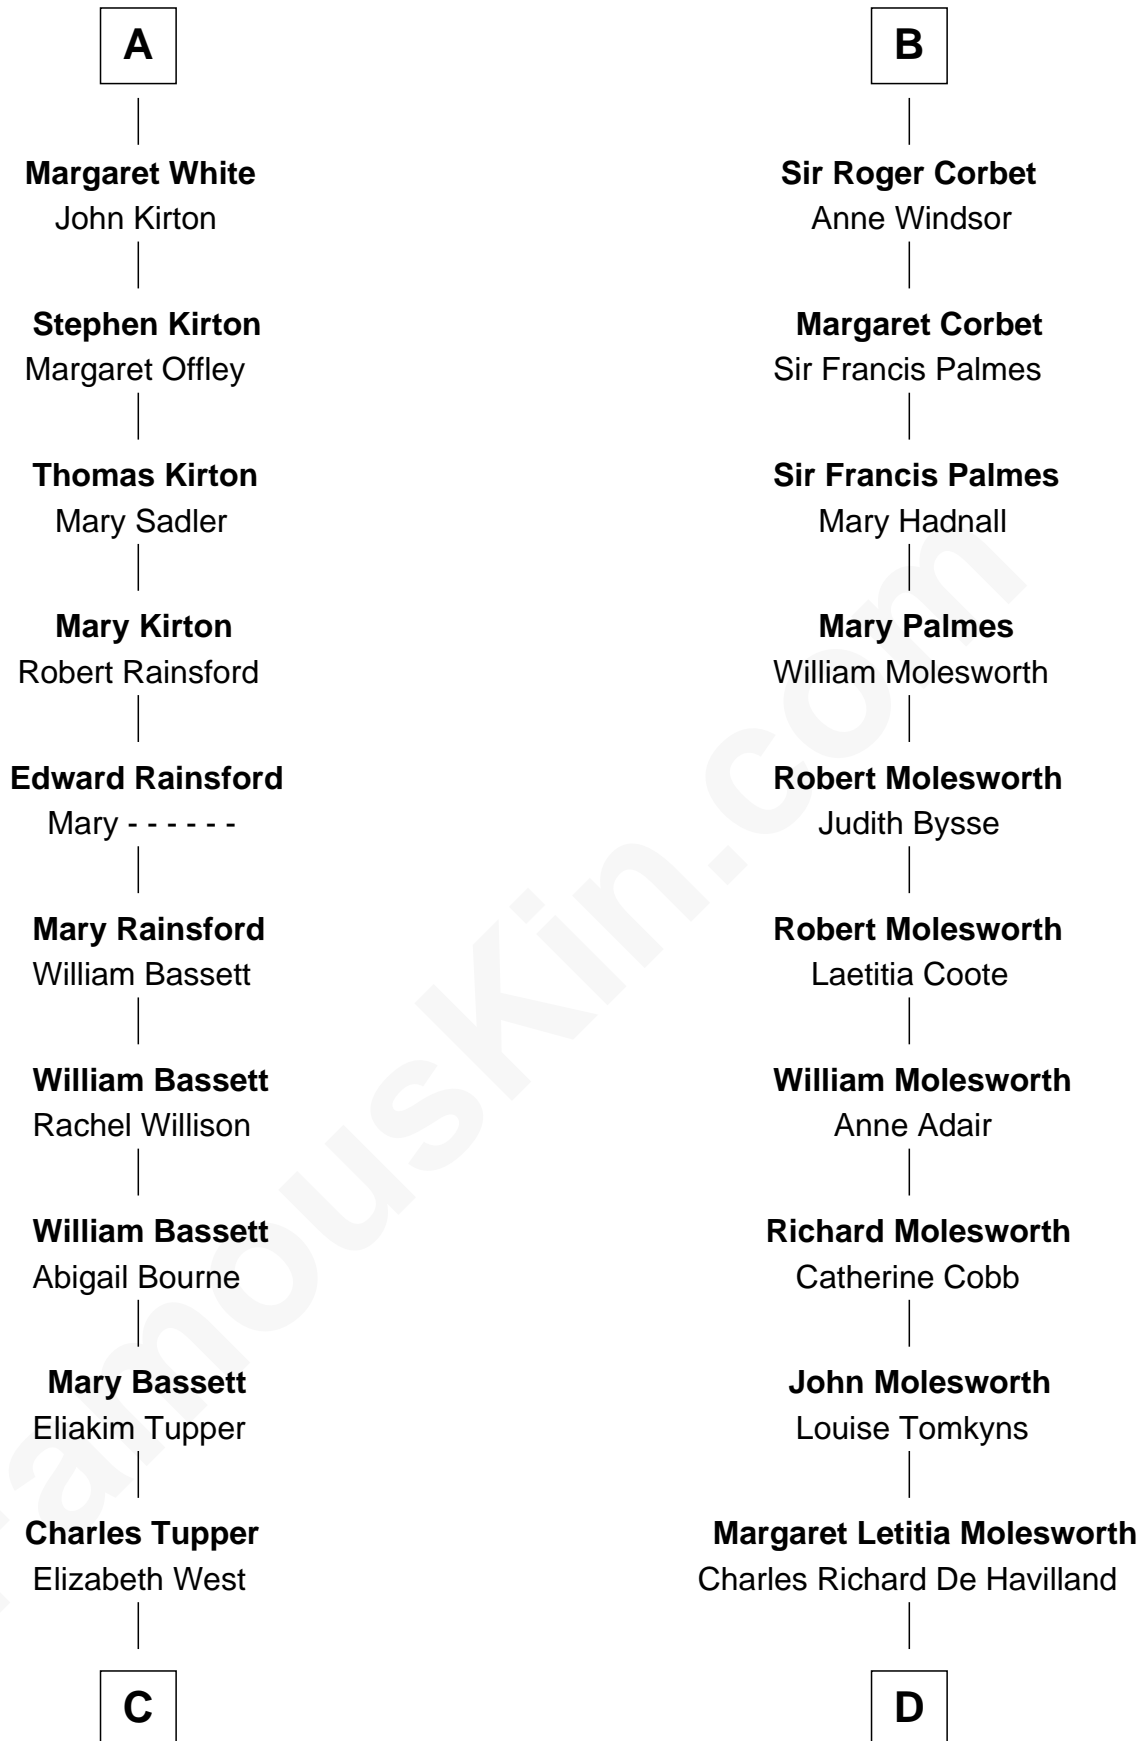 A
Margaret White
John Kirton
Stephen Kirton
Margaret Offley
Thomas Kirton
Mary Sadler
Mary Kirton
Robert Rainsford
Edward Rainsford
Mary - - - - - -
Mary Rainsford
William Bassett
William Bassett
Rachel Willison
William Bassett
Abigail Bourne
Mary Bassett
Eliakim Tupper
Charles Tupper
Elizabeth West
C
B
Sir Roger Corbet
Anne Windsor
Margaret Corbet
Sir Francis Palmes
Sir Francis Palmes
Mary Hadnall
Mary Palmes
William Molesworth
Robert Molesworth
Judith Bysse
Robert Molesworth
Laetitia Coote
William Molesworth
Anne Adair
Richard Molesworth
Catherine Cobb
John Molesworth
Louise Tomkyns
Margaret Letitia Molesworth
Charles Richard De Havilland
D
FamousKin.com